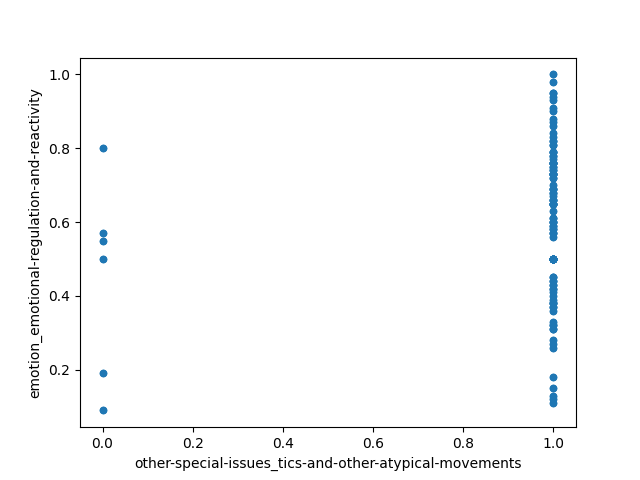 1.0
0.8
0.6
0.4
0.2
emotion_emotional-regulation-and-reactivity
0.0 0.2 0.4 0.6 0.8 1.0
other-special-issues_tics-and-other-atypical-movements